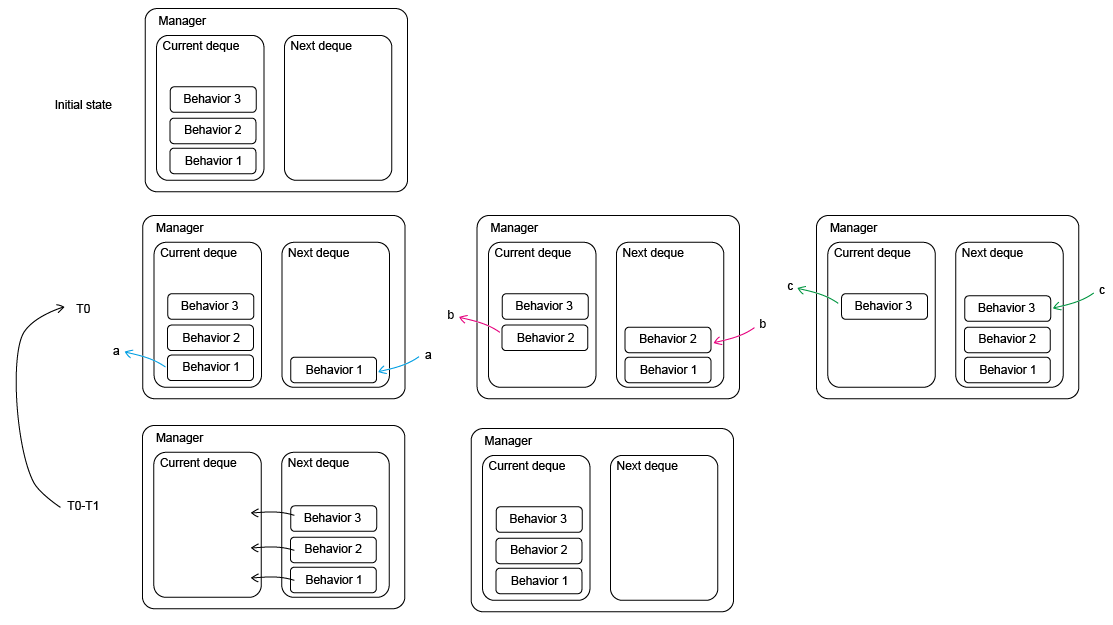 Manager
Current deque
Next deque
Behavior 3
Initial state
Behavior 2
Behavior 1
Manager
Current deque
Next deque
T0
Behavior 3
Behavior 2
a
Behavior 1
Behavior 1
a
Manager
Current deque
Next deque
b
Behavior 3
Behavior 2
Behavior 2
b
Behavior 1
Manager
Current deque
Next deque
c
Behavior 3
Behavior 3
c
Behavior 2
Behavior 1
Manager
Current deque
Next deque
T0-T1
Behavior 3
Behavior 2
Behavior 1
Manager
Current deque
Next deque
Behavior 3
Behavior 2
Behavior 1